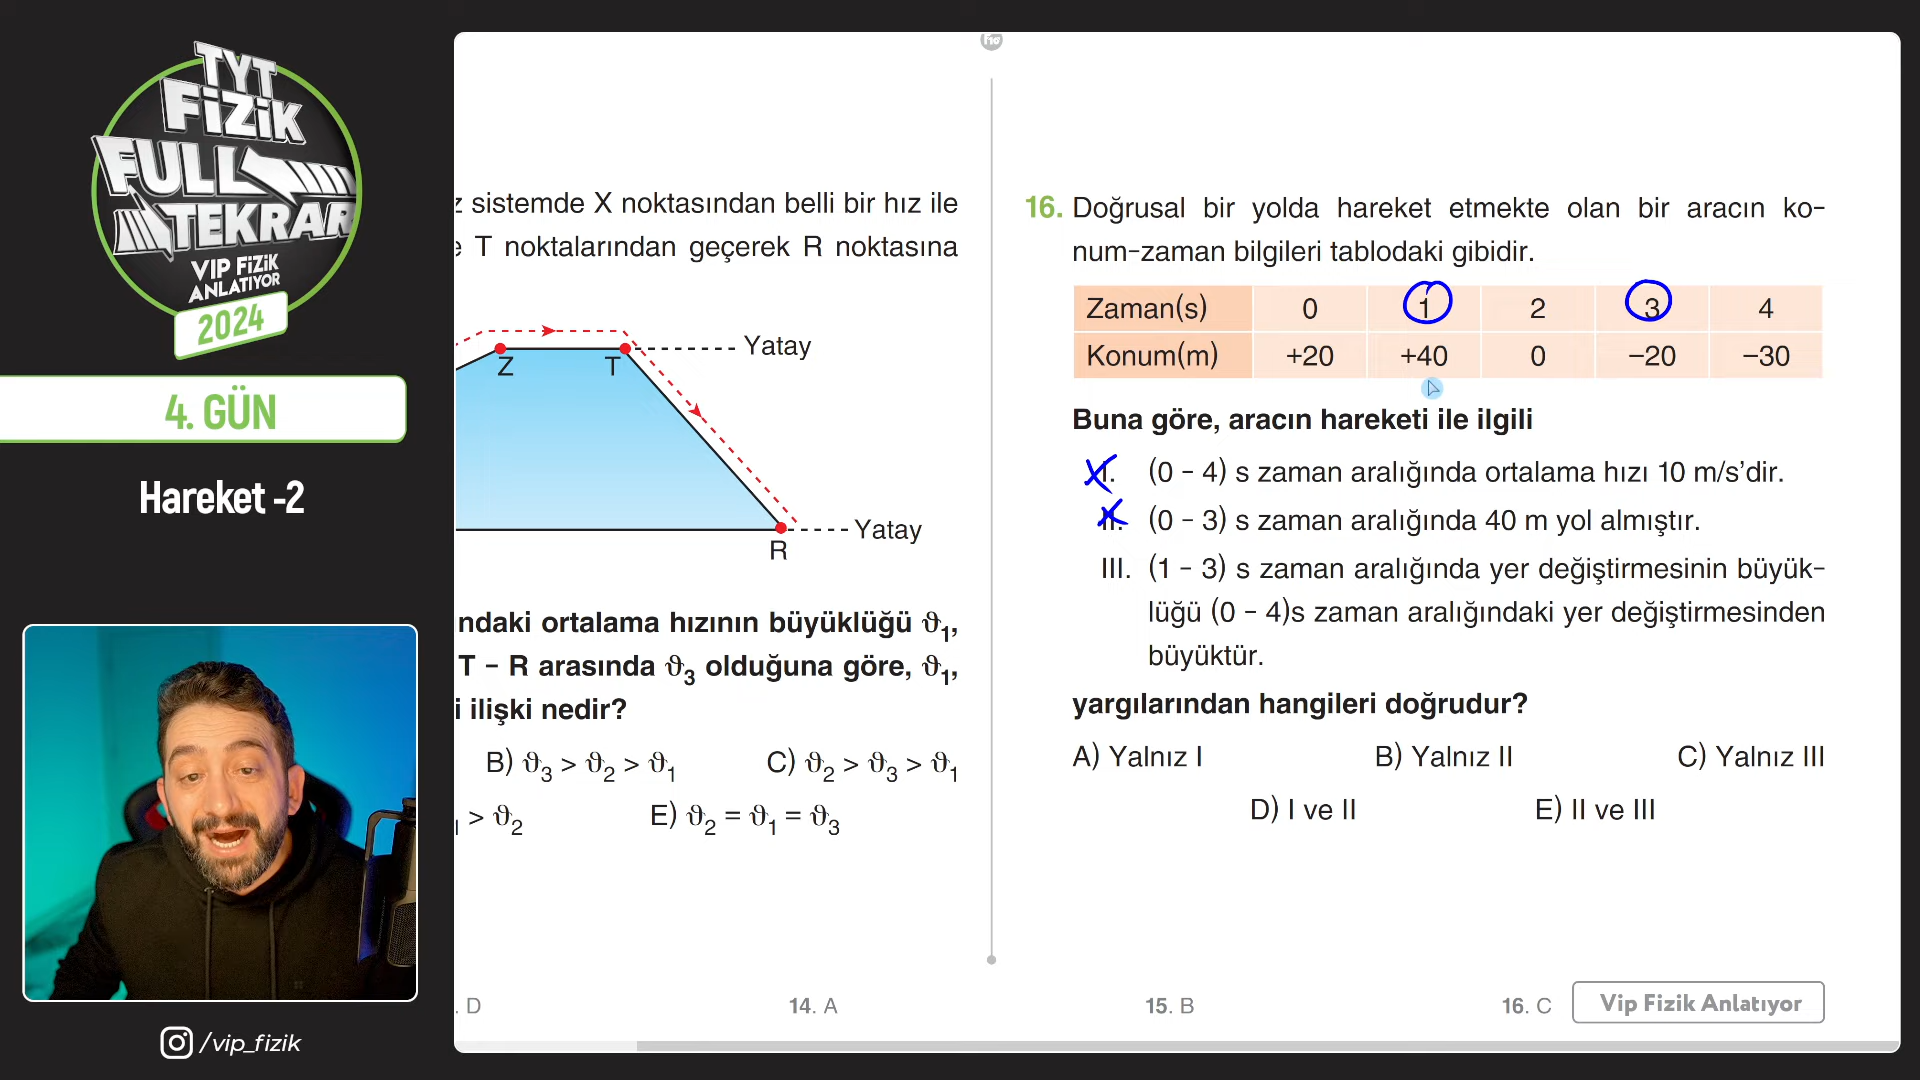 TYT
FİZİK
FULL
TEKRAR
VIP FİZİK
ANLATIYOR
2024
4. GÜN
Hareket -2
/vip_fizik
sistemde X noktasından belli bir hız ile
T noktalarından geçerek R noktasına
Z
T
Yatay
Yatay
R
ndaki ortalama hızının büyüklüğü ϑ1,
T – R arasında ϑ3 olduğuna göre, ϑ1,
i ilişki nedir?
B) ϑ3 > ϑ2 > ϑ1 C) ϑ2 > ϑ3 > ϑ1
> ϑ2 E) ϑ2 = ϑ1 = ϑ3
16. Doğrusal bir yolda hareket etmekte olan bir aracın ko-
num-zaman bilgileri tablodaki gibidir.
Zaman(s) 0 1 2 3 4
Konum(m) +20 +40 0 –20 –30
Buna göre, aracın hareketi ile ilgili
I. (0 – 4) s zaman aralığında ortalama hızı 10 m/s’dir.
II. (0 – 3) s zaman aralığında 40 m yol almıştır.
III. (1 – 3) s zaman aralığında yer değiştirmesinin büyük-
lüğü (0 – 4)s zaman aralığındaki yer değiştirmesinden
büyüktür.
yargılarından hangileri doğrudur?
A) Yalnız I B) Yalnız II C) Yalnız III
D) I ve II E) II ve III
. D 14. A 15. B 16. C Vip Fizik Anlatıyor